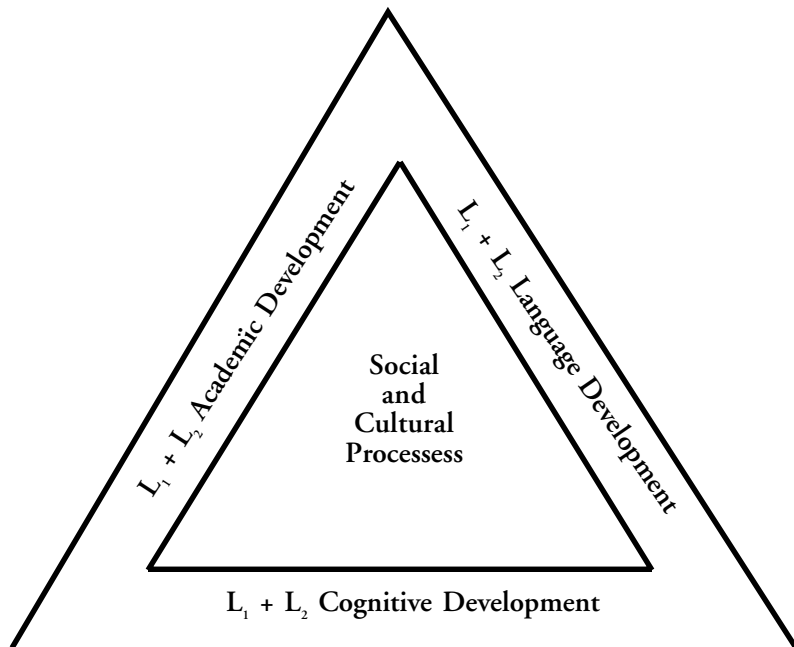 L₁ + L₂ Academic Development
L₁ + L₂ Language Development
Social
and
Cultural
Processess
L₁ + L₂ Cognitive Development